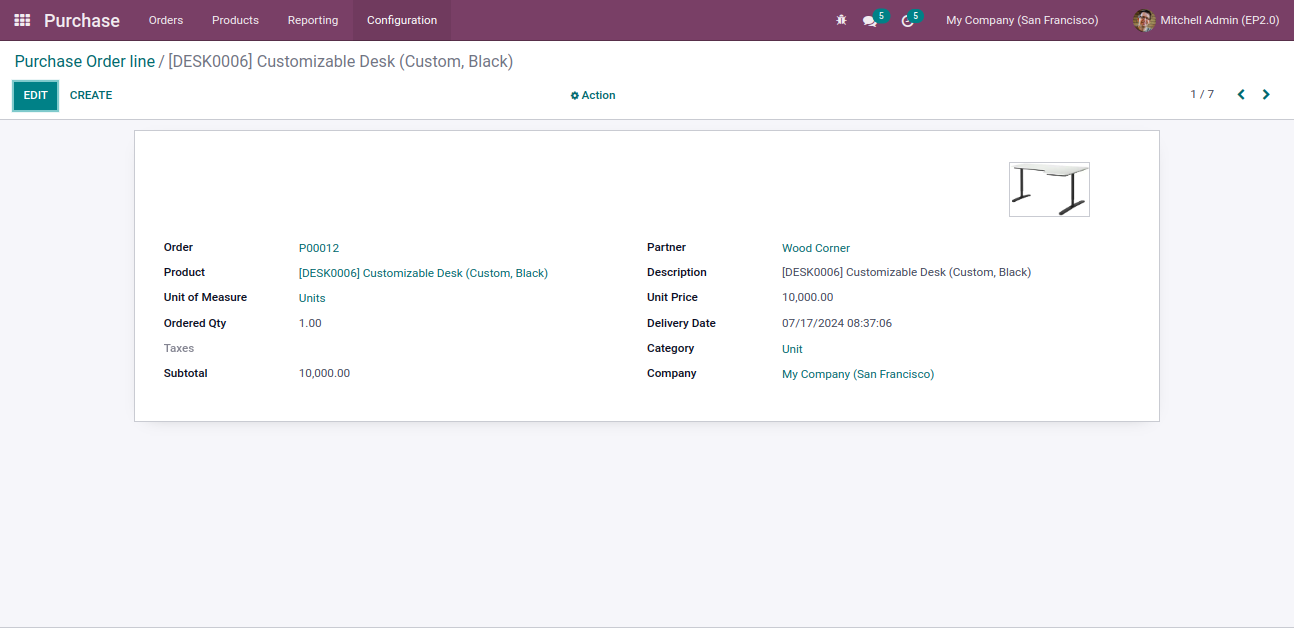 Purchase Orders Products Reporting Configuration 5 5 My Company (San Francisco) Mitchell Admin (EP2.0)
Purchase Order line / [DESK0006] Customizable Desk (Custom, Black)
EDIT CREATE Action 1 / 7
Order P00012 Partner Wood Corner
Product [DESK0006] Customizable Desk (Custom, Black) Description [DESK0006] Customizable Desk (Custom, Black)
Unit of Measure Units Unit Price 10,000.00
Ordered Qty 1.00 Delivery Date 07/17/2024 08:37:06
Taxes Category Unit
Subtotal 10,000.00 Company My Company (San Francisco)